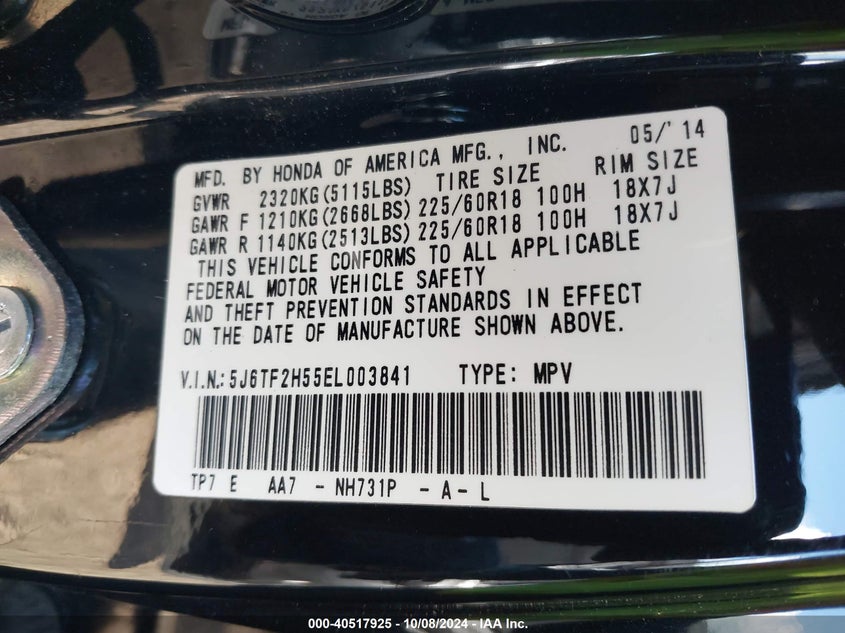 MFD. BY HONDA OF AMERICA MFG., INC. 05/'14
GVWR 2320KG(5115LBS) TIRE SIZE RIM SIZE
GAWR F 1210KG(2668LBS) 225/60R18 100H 18X7J
GAWR R 1140KG(2513LBS) 225/60R18 100H 18X7J
THIS VEHICLE CONFORMS TO ALL APPLICABLE
FEDERAL MOTOR VEHICLE SAFETY
AND THEFT PREVENTION STANDARDS IN EFFECT
ON THE DATE OF MANUFACTURE SHOWN ABOVE.
V.I.N.: 5J6TF2H55EL003841 TYPE: MPV
TP7 E AA7 - NH731P - A - L
000-40517925 - 10/08/2024 - IAA Inc.